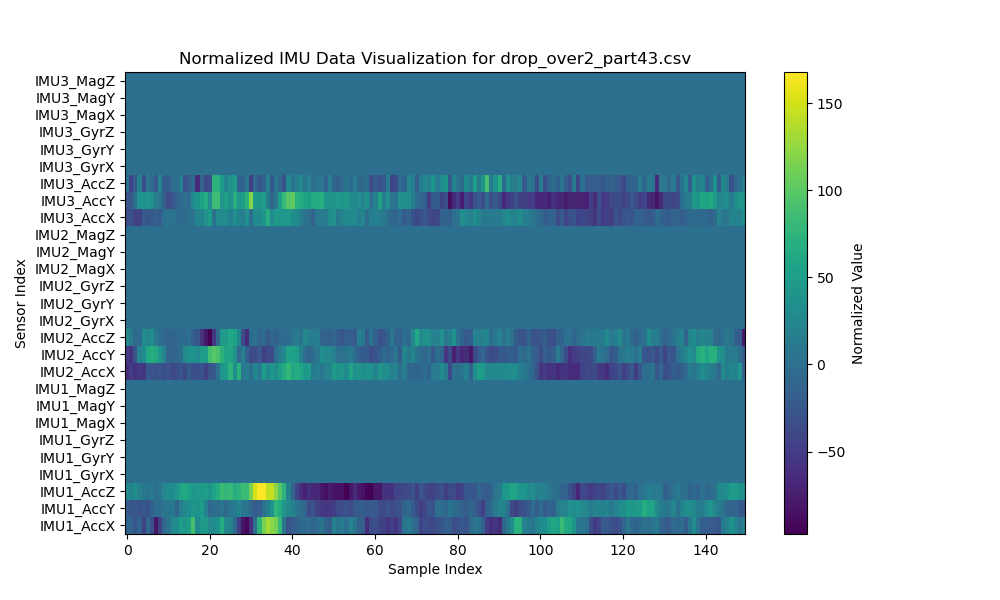 Normalized IMU Data Visualization for drop_over2_part43.csv
IMU3_MagZ
IMU3_MagY
IMU3_MagX
IMU3_GyrZ
IMU3_GyrY
IMU3_GyrX
IMU3_AccZ
IMU3_AccY
IMU3_AccX
IMU2_MagZ
IMU2_MagY
IMU2_MagX
IMU2_GyrZ
IMU2_GyrY
IMU2_GyrX
IMU2_AccZ
IMU2_AccY
IMU2_AccX
IMU1_MagZ
IMU1_MagY
IMU1_MagX
IMU1_GyrZ
IMU1_GyrY
IMU1_GyrX
IMU1_AccZ
IMU1_AccY
IMU1_AccX
Sensor Index
0 20 40 60 80 100 120 140
Sample Index
150
100
50
0
−50
Normalized Value